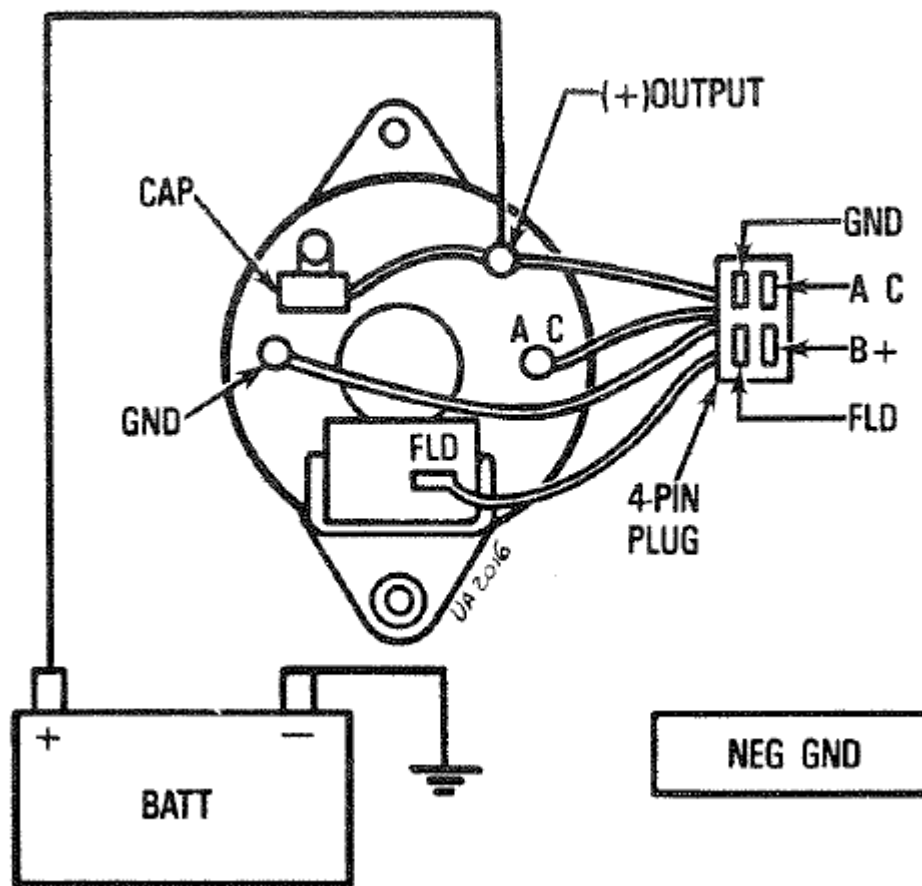 (+)OUTPUT
CAP
GND
A C
A C
B+
GND
FLD
FLD
4-PIN
PLUG
UA2016
+
−
BATT
NEG GND